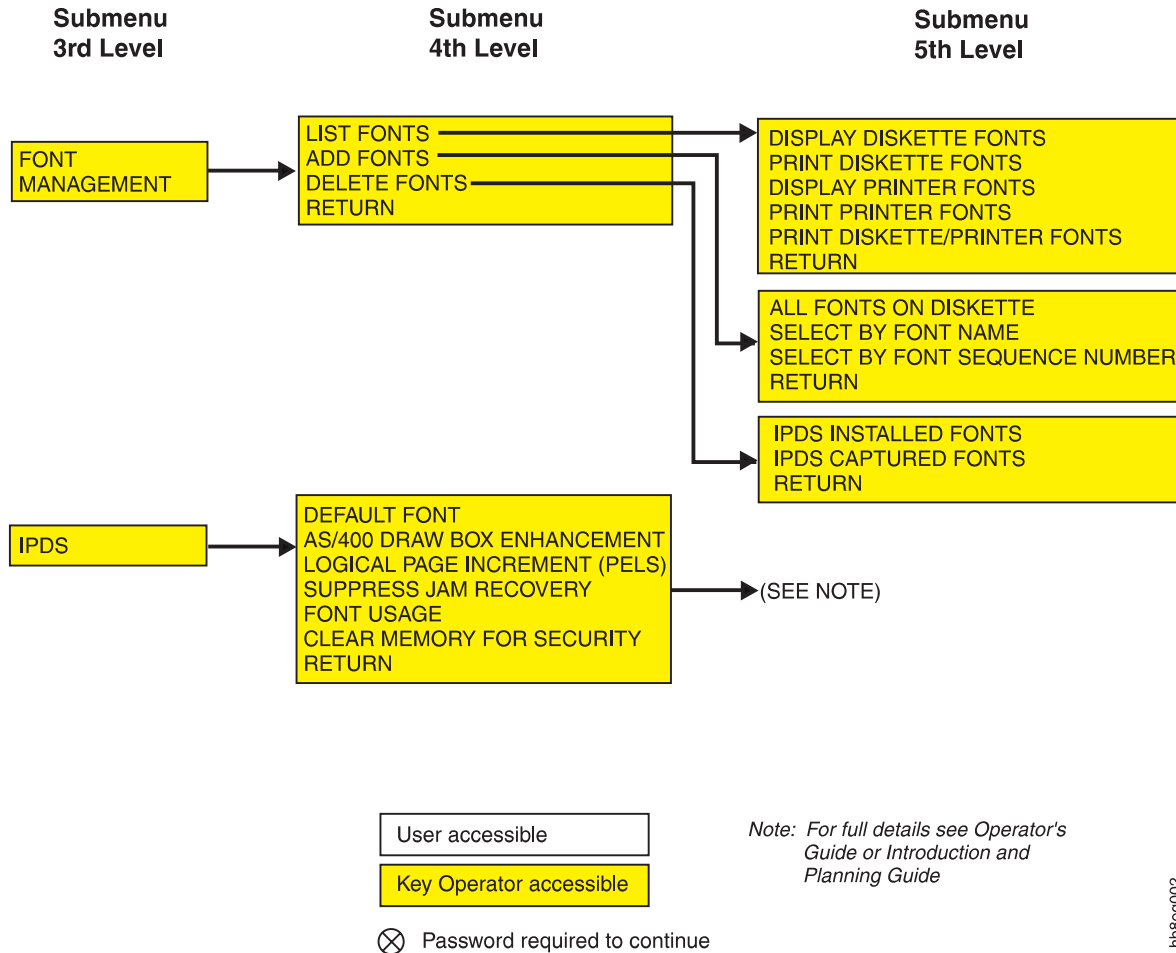 Submenu
3rd Level
Submenu
4th Level
Submenu
5th Level
FONT
MANAGEMENT
LIST FONTS
ADD FONTS
DELETE FONTS
RETURN
DISPLAY DISKETTE FONTS
PRINT DISKETTE FONTS
DISPLAY PRINTER FONTS
PRINT PRINTER FONTS
PRINT DISKETTE/PRINTER FONTS
RETURN
ALL FONTS ON DISKETTE
SELECT BY FONT NAME
SELECT BY FONT SEQUENCE NUMBER
RETURN
IPDS INSTALLED FONTS
IPDS CAPTURED FONTS
RETURN
IPDS
DEFAULT FONT
AS/400 DRAW BOX ENHANCEMENT
LOGICAL PAGE INCREMENT (PELS)
SUPPRESS JAM RECOVERY
FONT USAGE
CLEAR MEMORY FOR SECURITY
RETURN
(SEE NOTE)
User accessible
Key Operator accessible
Password required to continue
Note: For full details see Operator's
Guide or Introduction and
Planning Guide